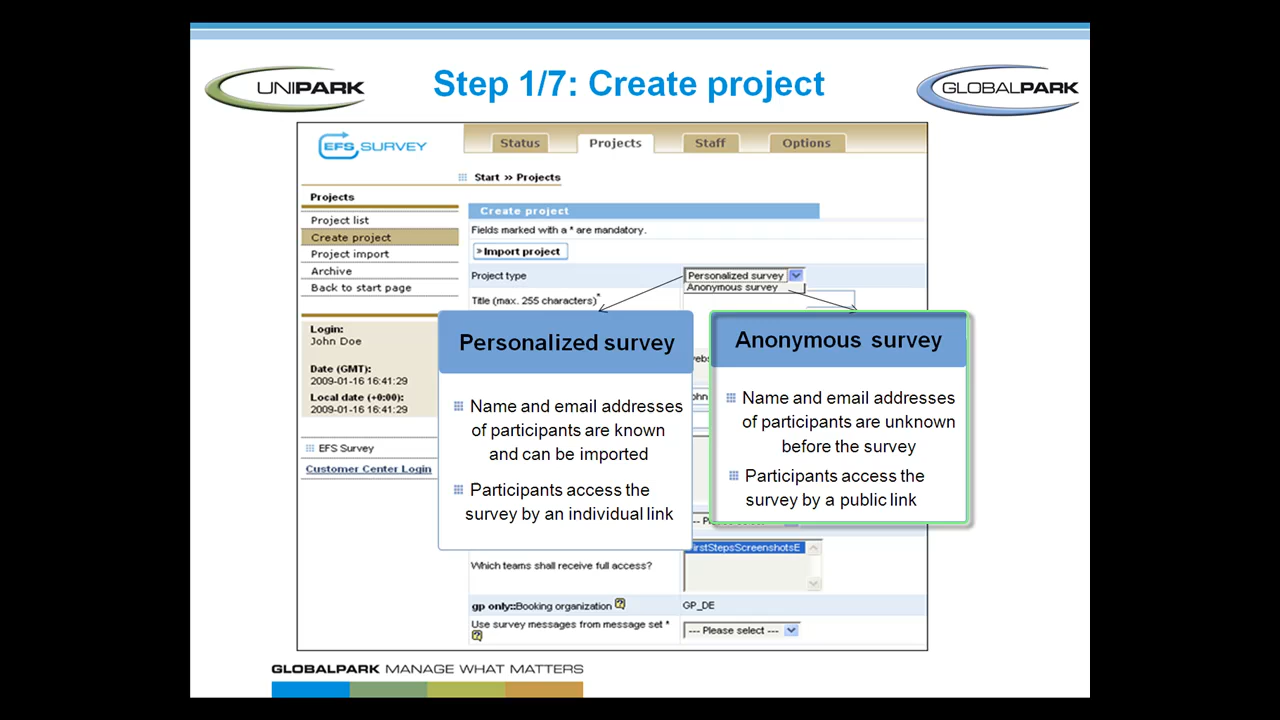 UNIPARK
Step 1/7: Create project
GLOBALPARK
EFS SURVEY
Status
Projects
Staff
Options
Start >> Projects
Projects
Project list
Create project
Project import
Archive
Back to start page
Login:
John Doe
Date (GMT):
2009-01-16 16:41:29
Local date (+0:00):
2009-01-16 16:41:29
EFS Survey
Customer Center Login
Create project
Fields marked with a * are mandatory.
> Import project
Project type
Personalized survey
Anonymous survey
Title (max. 255 characters)*
Personalized survey
Name and email addresses
of participants are known
and can be imported
Participants access the
survey by an individual link
Anonymous survey
Name and email addresses
of participants are unknown
before the survey
Participants access the
survey by a public link
Which teams shall receive full access?
irstStepsScreenshotsE
gp only::Booking organization
GP_DE
Use survey messages from message set *
--- Please select ---
GLOBALPARK MANAGE WHAT MATTERS